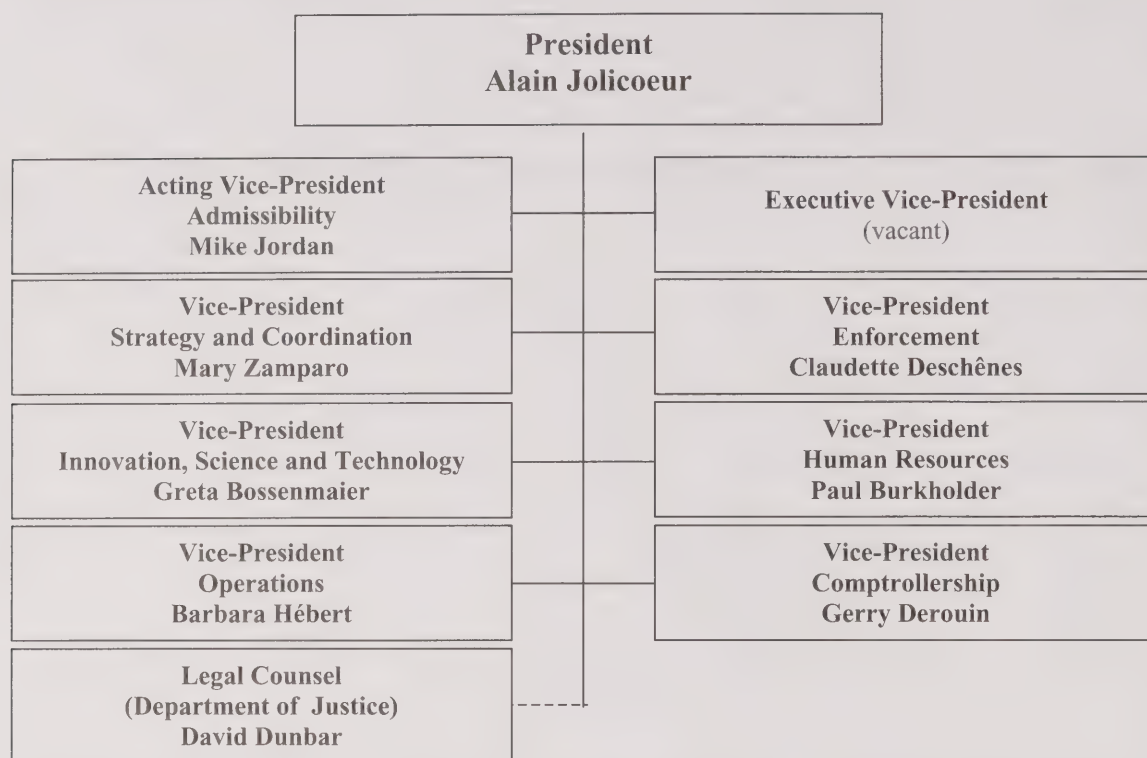 President
Alain Jolicoeur
Acting Vice-President
Admissibility
Mike Jordan
Executive Vice-President
(vacant)
Vice-President
Strategy and Coordination
Mary Zamparo
Vice-President
Enforcement
Claudette Deschênes
Vice-President
Innovation, Science and Technology
Greta Bossenmaier
Vice-President
Human Resources
Paul Burkholder
Vice-President
Operations
Barbara Hébert
Vice-President
Comptrollership
Gerry Derouin
Legal Counsel
(Department of Justice)
David Dunbar